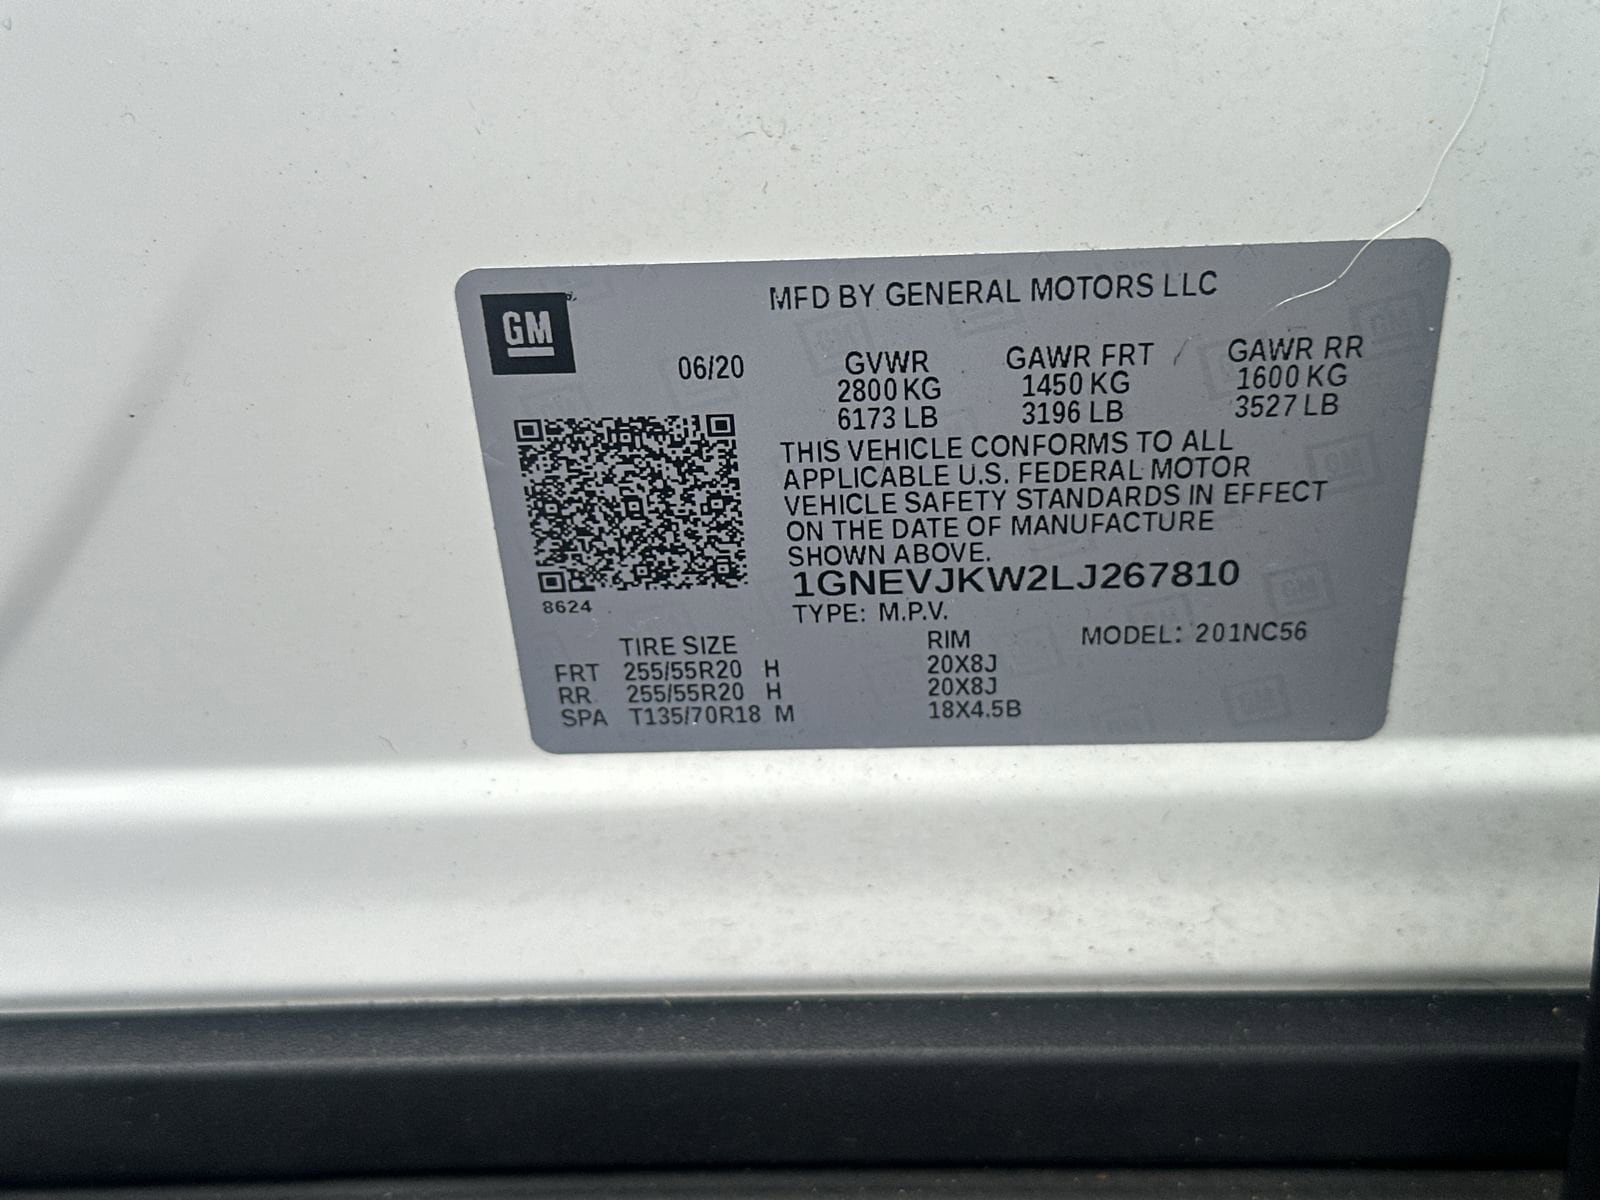 GM
MFD BY GENERAL MOTORS LLC
06/20
GVWR GAWR FRT GAWR RR
2800 KG 1450 KG 1600 KG
6173 LB 3196 LB 3527 LB
THIS VEHICLE CONFORMS TO ALL
APPLICABLE U.S. FEDERAL MOTOR
VEHICLE SAFETY STANDARDS IN EFFECT
ON THE DATE OF MANUFACTURE
SHOWN ABOVE.
1GNEVJKW2LJ267810
8624
TYPE: M.P.V.
MODEL: 201NC56
TIRE SIZE RIM
FRT 255/55R20 H 20X8J
RR 255/55R20 H 20X8J
SPA T135/70R18 M 18X4.5B